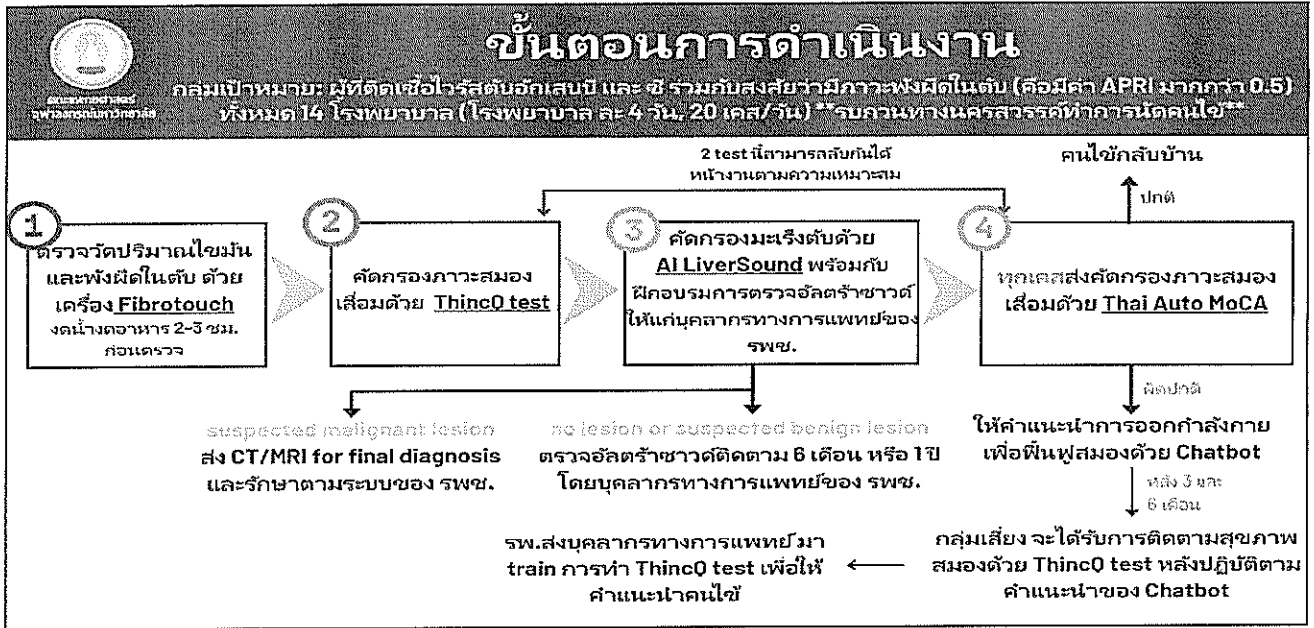 ขั้นตอนการดำเนินงาน
คณะแพทยศาสตร์
จุฬาลงกรณ์มหาวิทยาลัย
กลุ่มเป้าหมาย: ผู้ที่ติดเชื้อไวรัสตับอักเสบบี และ ซี ร่วมกับสงสัยว่ามีภาวะพังผืดในตับ (คือมีค่า APRI มากกว่า 0.5)
ทั้งหมด 14 โรงพยาบาล (โรงพยาบาล ละ 4 วัน, 20 เคส/วัน) **รบกวนทางนครสวรรค์ทำการนัดคนไข้**
2 test นี้สามารถสลับกันได้
หน้างานตามความเหมาะสม
คนไข้กลับบ้าน
ปกติ
1
ตรวจวัดปริมาณไขมัน
และพังผืดในตับ ด้วย
เครื่อง Fibrotouch
งดน้ำงดอาหาร 2-3 ชม.
ก่อนตรวจ
2
คัดกรองภาวะสมอง
เสื่อมด้วย ThincQ test
3
คัดกรองมะเร็งตับด้วย
AI LiverSound พร้อมกับ
ฝึกอบรมการตรวจอัลตร้าซาวด์
ให้แก่บุคลากรทางการแพทย์ของ
รพช.
4
ทุกเคสส่งคัดกรองภาวะสมอง
เสื่อมด้วย Thai Auto MoCA
suspected malignant lesion
ส่ง CT/MRI for final diagnosis
และรักษาตามระบบของ รพช.
no lesion or suspected benign lesion
ตรวจอัลตร้าซาวด์ติดตาม 6 เดือน หรือ 1 ปี
โดยบุคลากรทางการแพทย์ของ รพช.
ผิดปกติ
ให้คำแนะนำการออกกำลังกาย
เพื่อฟื้นฟูสมองด้วย Chatbot
หลัง 3 และ
6 เดือน
กลุ่มเสี่ยง จะได้รับการติดตามสุขภาพ
สมองด้วย ThincQ test หลังปฏิบัติตาม
คำแนะนำของ Chatbot
รพ.ส่งบุคลากรทางการแพทย์มา
train การทำ ThincQ test เพื่อให้
คำแนะนำคนไข้